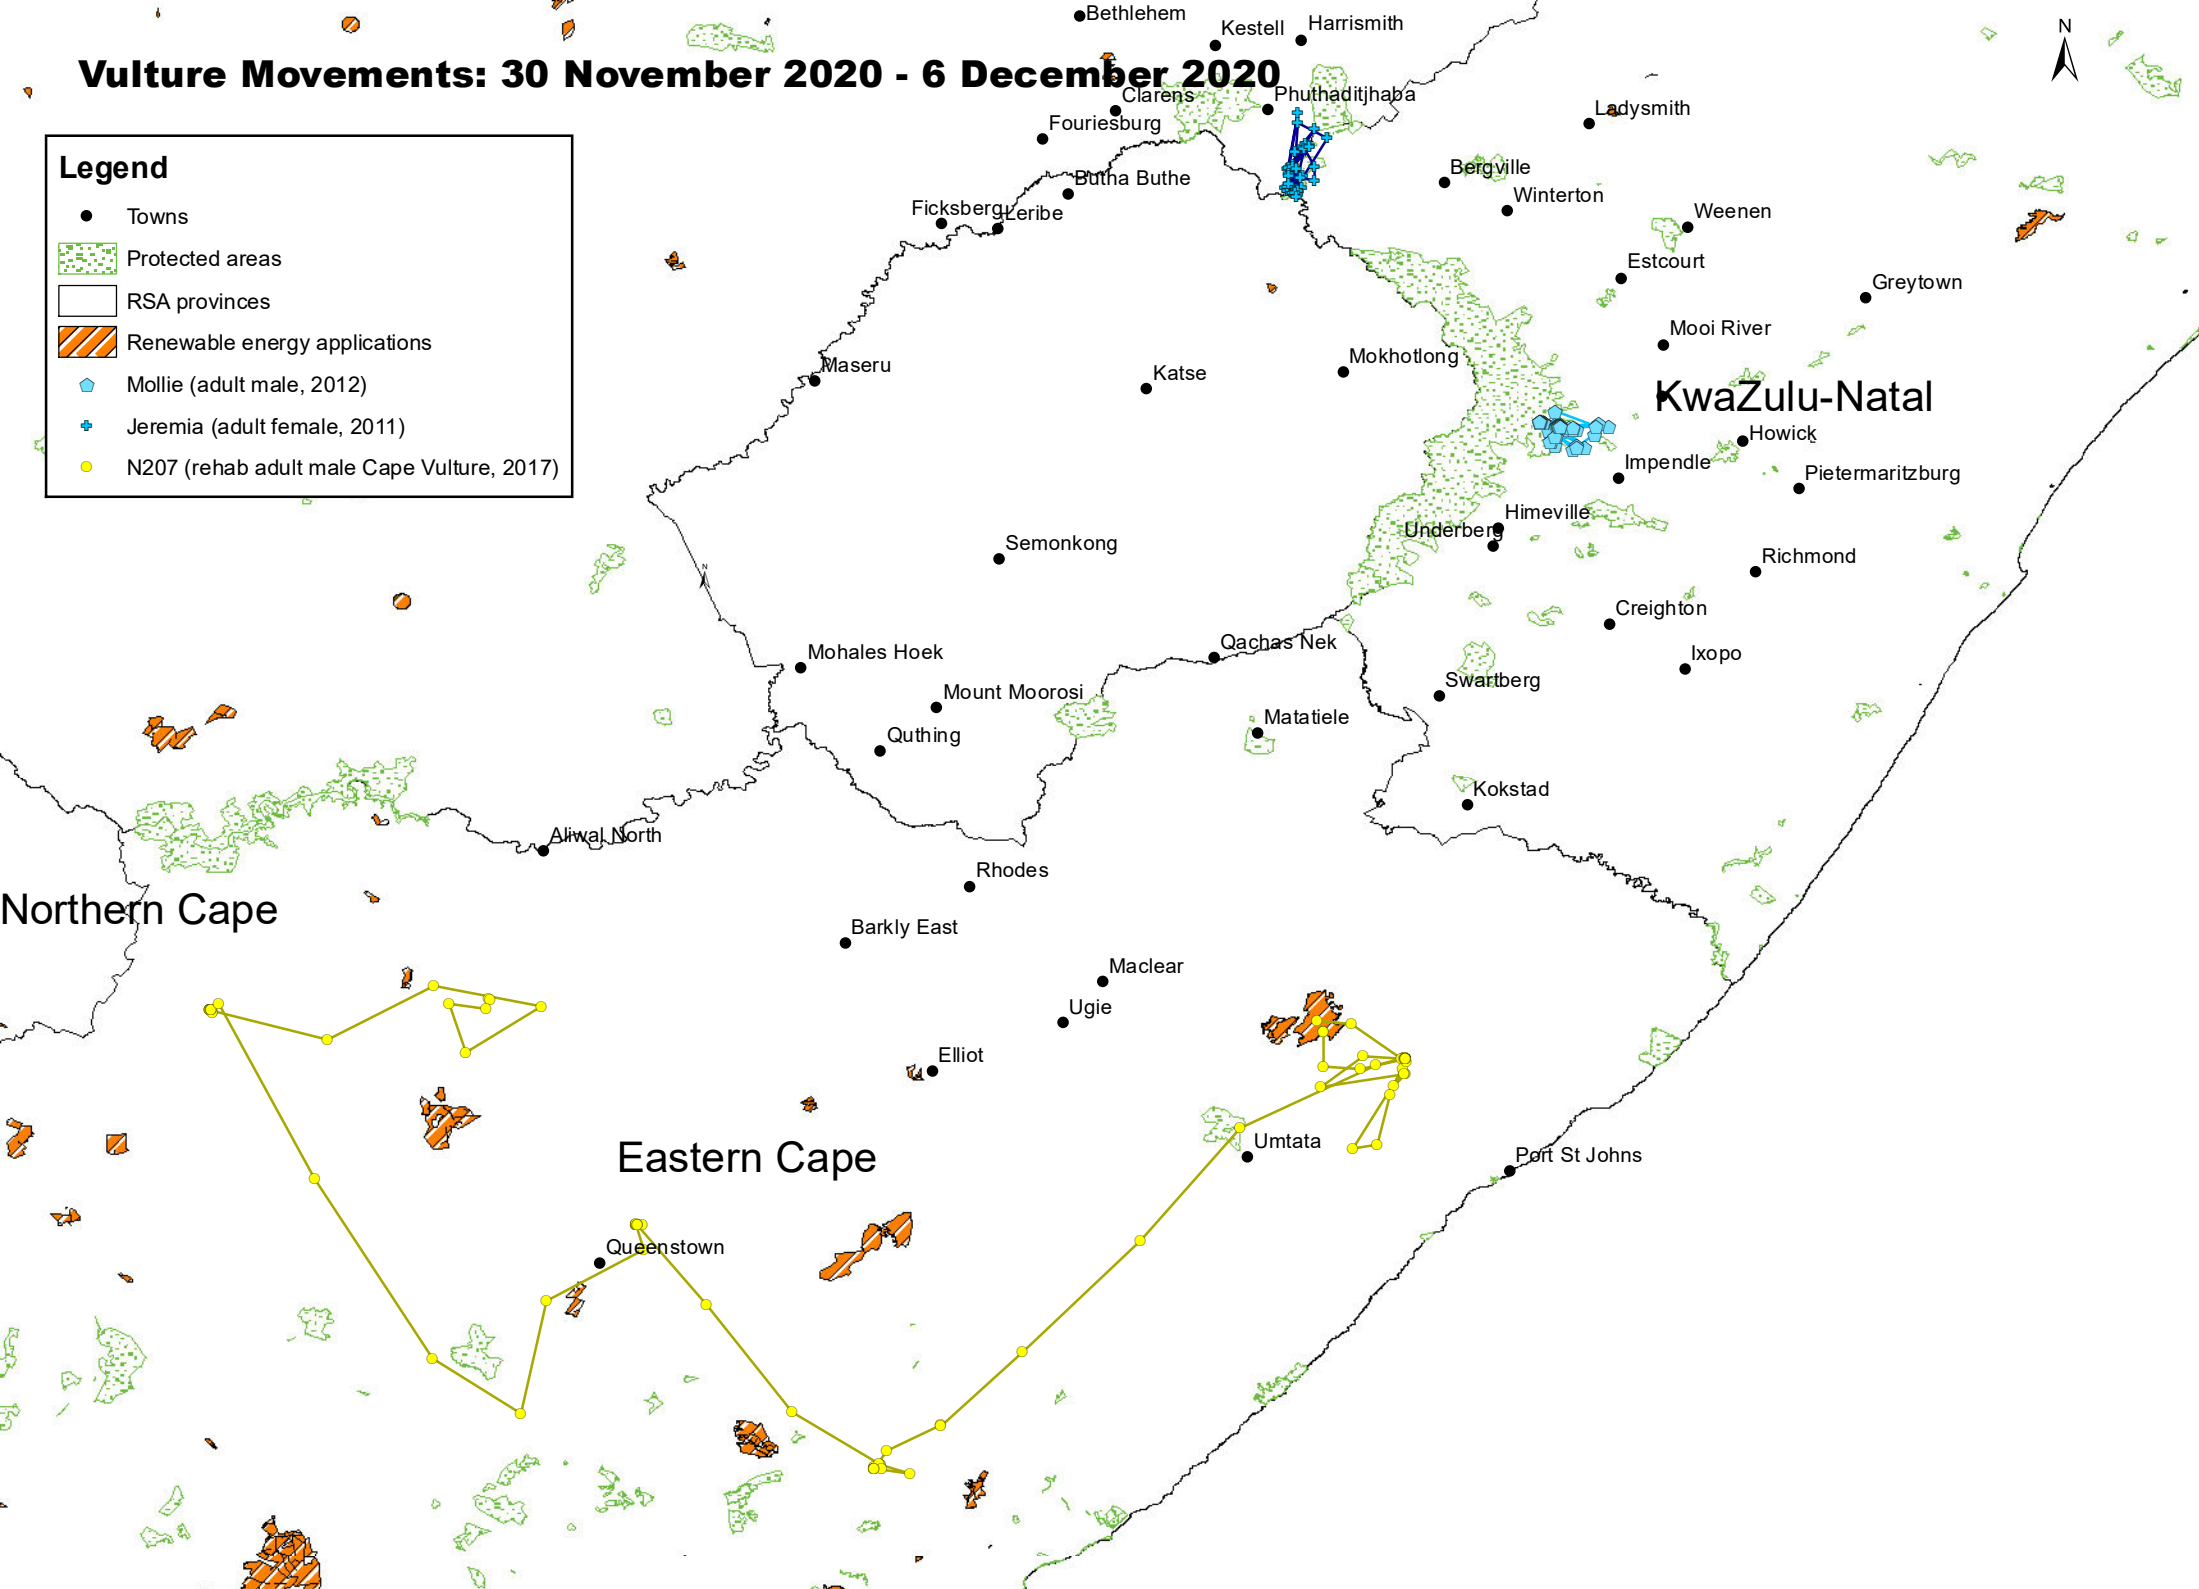 Bethlehem
Kestell
Harrismith
N
Vulture Movements: 30 November 2020 - 6 December 2020
Clarens
Phuthaditjhaba
Ladysmith
Fouriesburg
Legend
Towns
Protected areas
RSA provinces
Renewable energy applications
Mollie (adult male, 2012)
Jeremia (adult female, 2011)
N207 (rehab adult male Cape Vulture, 2017)
Bergville
Butha Buthe
Winterton
Ficksberg
Leribe
Weenen
Estcourt
Greytown
Mooi River
Mokhotlong
Maseru
Katse
KwaZulu-Natal
Howick
Impendle
Pietermaritzburg
Himeville
Underberg
Semonkong
Richmond
N
Creighton
Qachas Nek
Mohales Hoek
Ixopo
Swartberg
Mount Moorosi
Matatiele
Quthing
Kokstad
Aliwal North
Rhodes
Northern Cape
Barkly East
Maclear
Ugie
Elliot
Umtata
Eastern Cape
Port St Johns
Queenstown